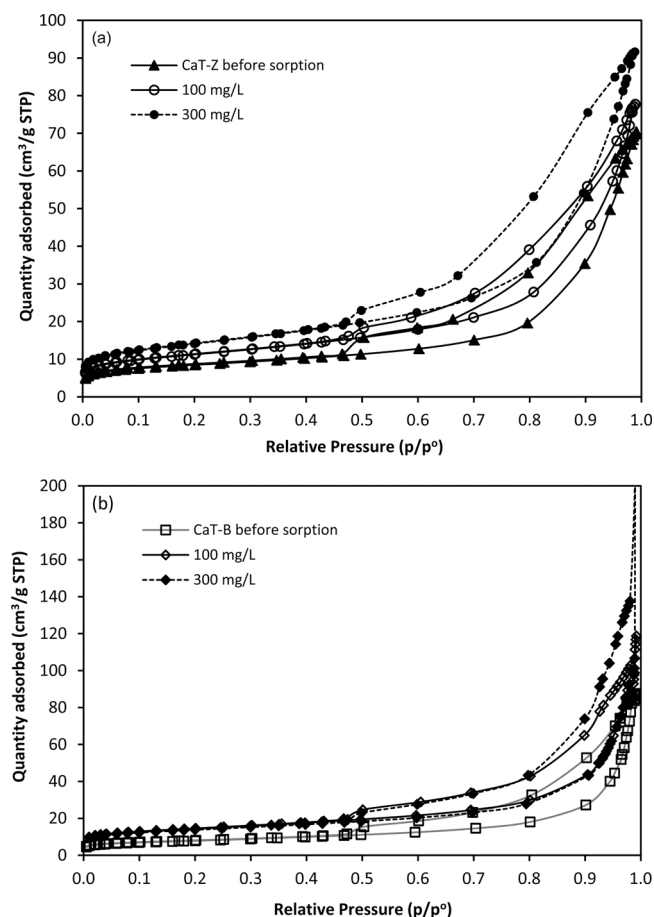 (a)
CaT-Z before sorption
100 mg/L
300 mg/L
Quantity adsorbed (cm³/g STP)
100
90
80
70
60
50
40
30
20
10
0
0.0 0.1 0.2 0.3 0.4 0.5 0.6 0.7 0.8 0.9 1.0
Relative Pressure (p/p°)
(b)
CaT-B before sorption
100 mg/L
300 mg/L
Quantity adsorbed (cm³/g STP)
200
180
160
140
120
100
80
60
40
20
0
0.0 0.1 0.2 0.3 0.4 0.5 0.6 0.7 0.8 0.9 1.0
Relative Pressure (p/p°)